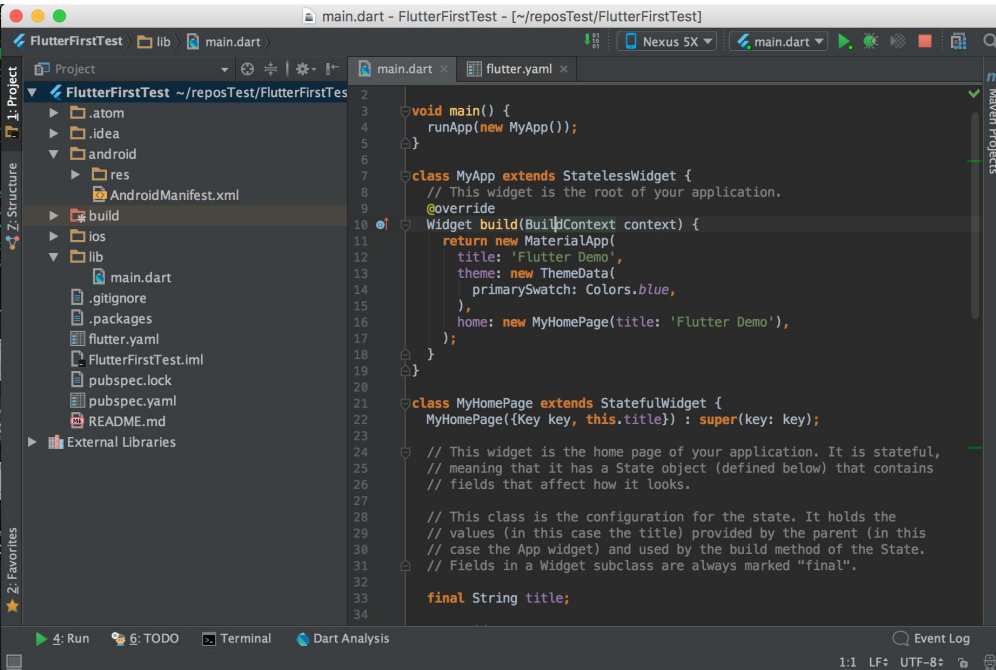 main.dart - FlutterFirstTest - [~/reposTest/FlutterFirstTest]
FlutterFirstTest lib main.dart Nexus 5X main.dart
1: Project
Z: Structure
2: Favorites
Project
FlutterFirstTest ~/reposTest/FlutterFirstTes
.atom
.idea
android
res
AndroidManifest.xml
build
ios
lib
main.dart
.gitignore
.packages
flutter.yaml
FlutterFirstTest.iml
pubspec.lock
pubspec.yaml
README.md
External Libraries
main.dart × flutter.yaml ×
2
3 void main() {
4 runApp(new MyApp());
5 }
6
7 class MyApp extends StatelessWidget {
8 // This widget is the root of your application.
9 @override
10 Widget build(BuildContext context) {
11 return new MaterialApp(
12 title: 'Flutter Demo',
13 theme: new ThemeData(
14 primarySwatch: Colors.blue,
15 ),
16 home: new MyHomePage(title: 'Flutter Demo'),
17 );
18 }
19 }
20
21 class MyHomePage extends StatefulWidget {
22 MyHomePage({Key key, this.title}) : super(key: key);
23
24 // This widget is the home page of your application. It is stateful,
25 // meaning that it has a State object (defined below) that contains
26 // fields that affect how it looks.
27
28 // This class is the configuration for the state. It holds the
29 // values (in this case the title) provided by the parent (in this
30 // case the App widget) and used by the build method of the State.
31 // Fields in a Widget subclass are always marked "final".
32
33 final String title;
34
Maven Projects
4: Run 6: TODO Terminal Dart Analysis Event Log
1:1 LF UTF-8